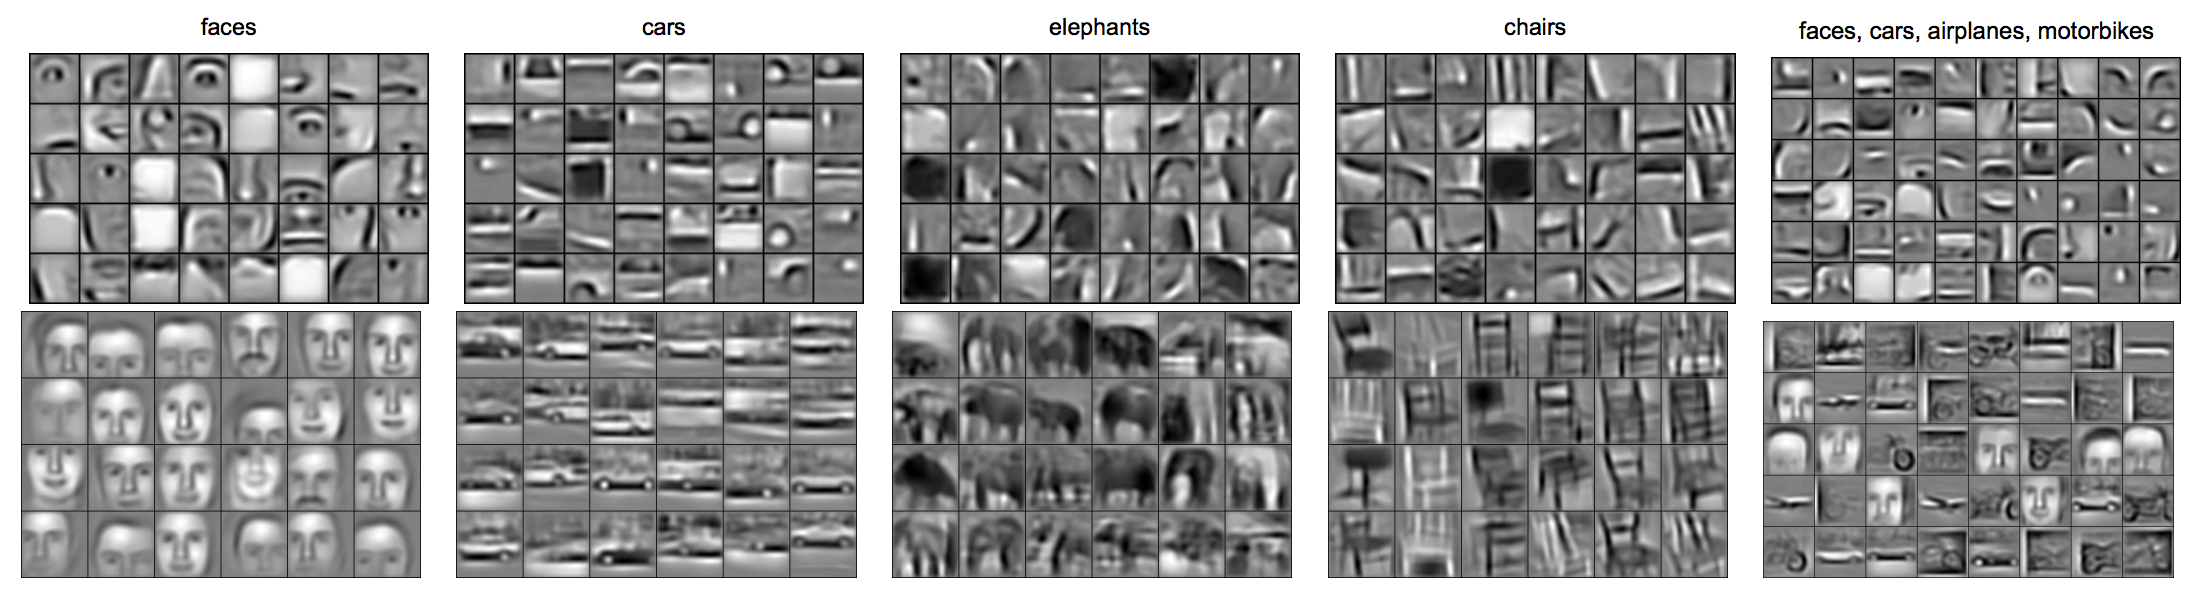 faces
cars
elephants
chairs
faces, cars, airplanes, motorbikes